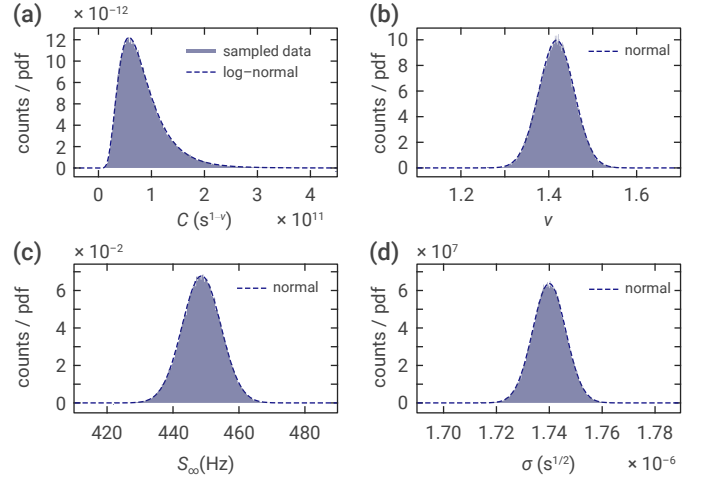 (a)
× 10⁻¹²
counts / pdf
12
12
8
6
4
2
0
sampled data
log–normal
0
1
2
3
4
C (s¹⁻ᵛ)
× 10¹¹
(b)
counts / pdf
10
8
6
4
2
0
normal
1.2
1.4
1.6
ν
(c)
× 10⁻²
counts / pdf
6
4
2
0
normal
420
440
460
480
S∞(Hz)
(d)
× 10⁷
counts / pdf
6
4
2
0
normal
1.70
1.72
1.74
1.76
1.78
σ (s¹ᐟ²)
× 10⁻⁶